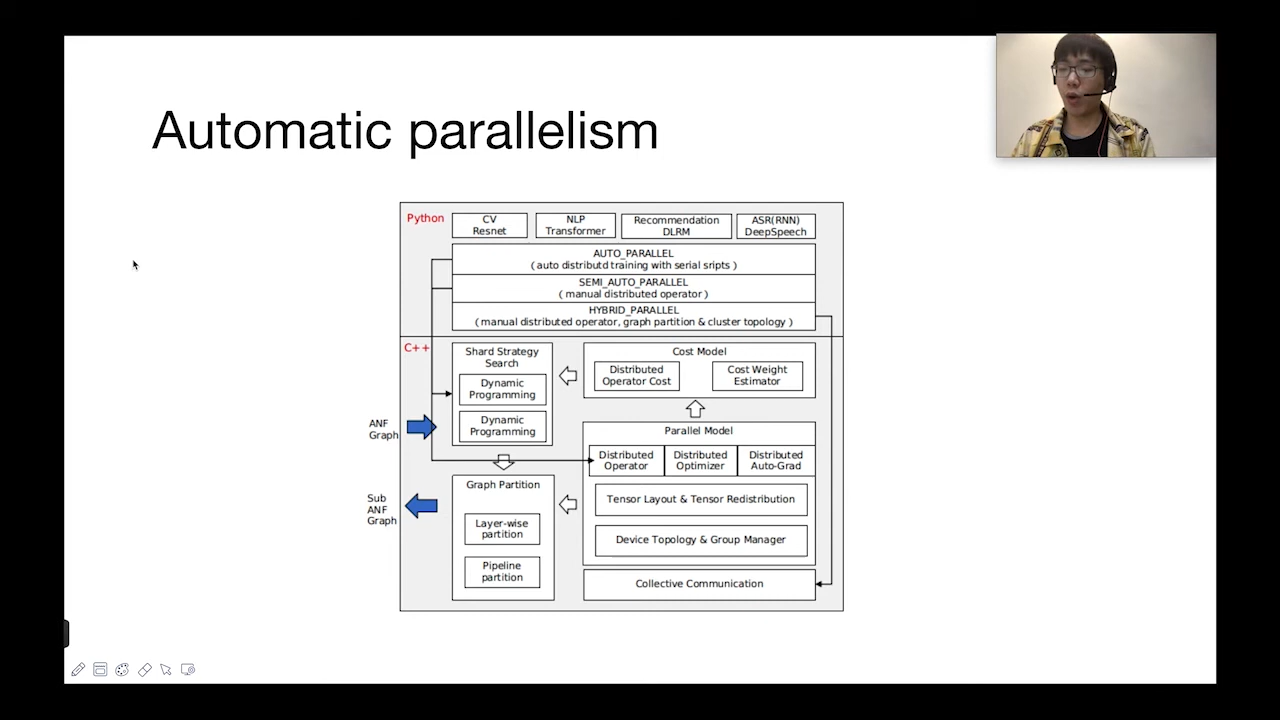 Automatic parallelism
Python
CV
Resnet
NLP
Transformer
Recommendation
DLRM
ASR(RNN)
DeepSpeech
AUTO_PARALLEL
( auto distributd training with serial sripts )
SEMI_AUTO_PARALLEL
( manual distributed operator )
HYBRID_PARALLEL
( manual distributed operator, graph partition & cluster topology )
C++
Shard Strategy
Search
Dynamic
Programming
Dynamic
Programming
Cost Model
Distributed
Operator Cost
Cost Weight
Estimator
ANF
Graph
Parallel Model
Distributed
Operator
Distributed
Optimizer
Distributed
Auto-Grad
Tensor Layout & Tensor Redistribution
Device Topology & Group Manager
Sub
ANF
Graph
Graph Partition
Layer-wise
partition
Pipeline
partition
Collective Communication